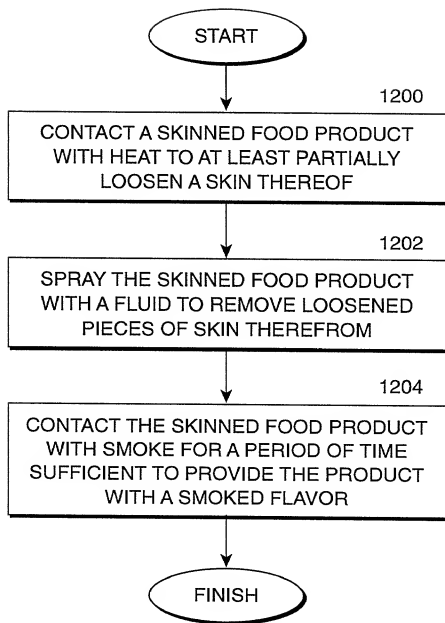 START
1200
CONTACT A SKINNED FOOD PRODUCT
WITH HEAT TO AT LEAST PARTIALLY
LOOSEN A SKIN THEREOF
1202
SPRAY THE SKINNED FOOD PRODUCT
WITH A FLUID TO REMOVE LOOSENED
PIECES OF SKIN THEREFROM
1204
CONTACT THE SKINNED FOOD PRODUCT
WITH SMOKE FOR A PERIOD OF TIME
SUFFICIENT TO PROVIDE THE PRODUCT
WITH A SMOKED FLAVOR
FINISH